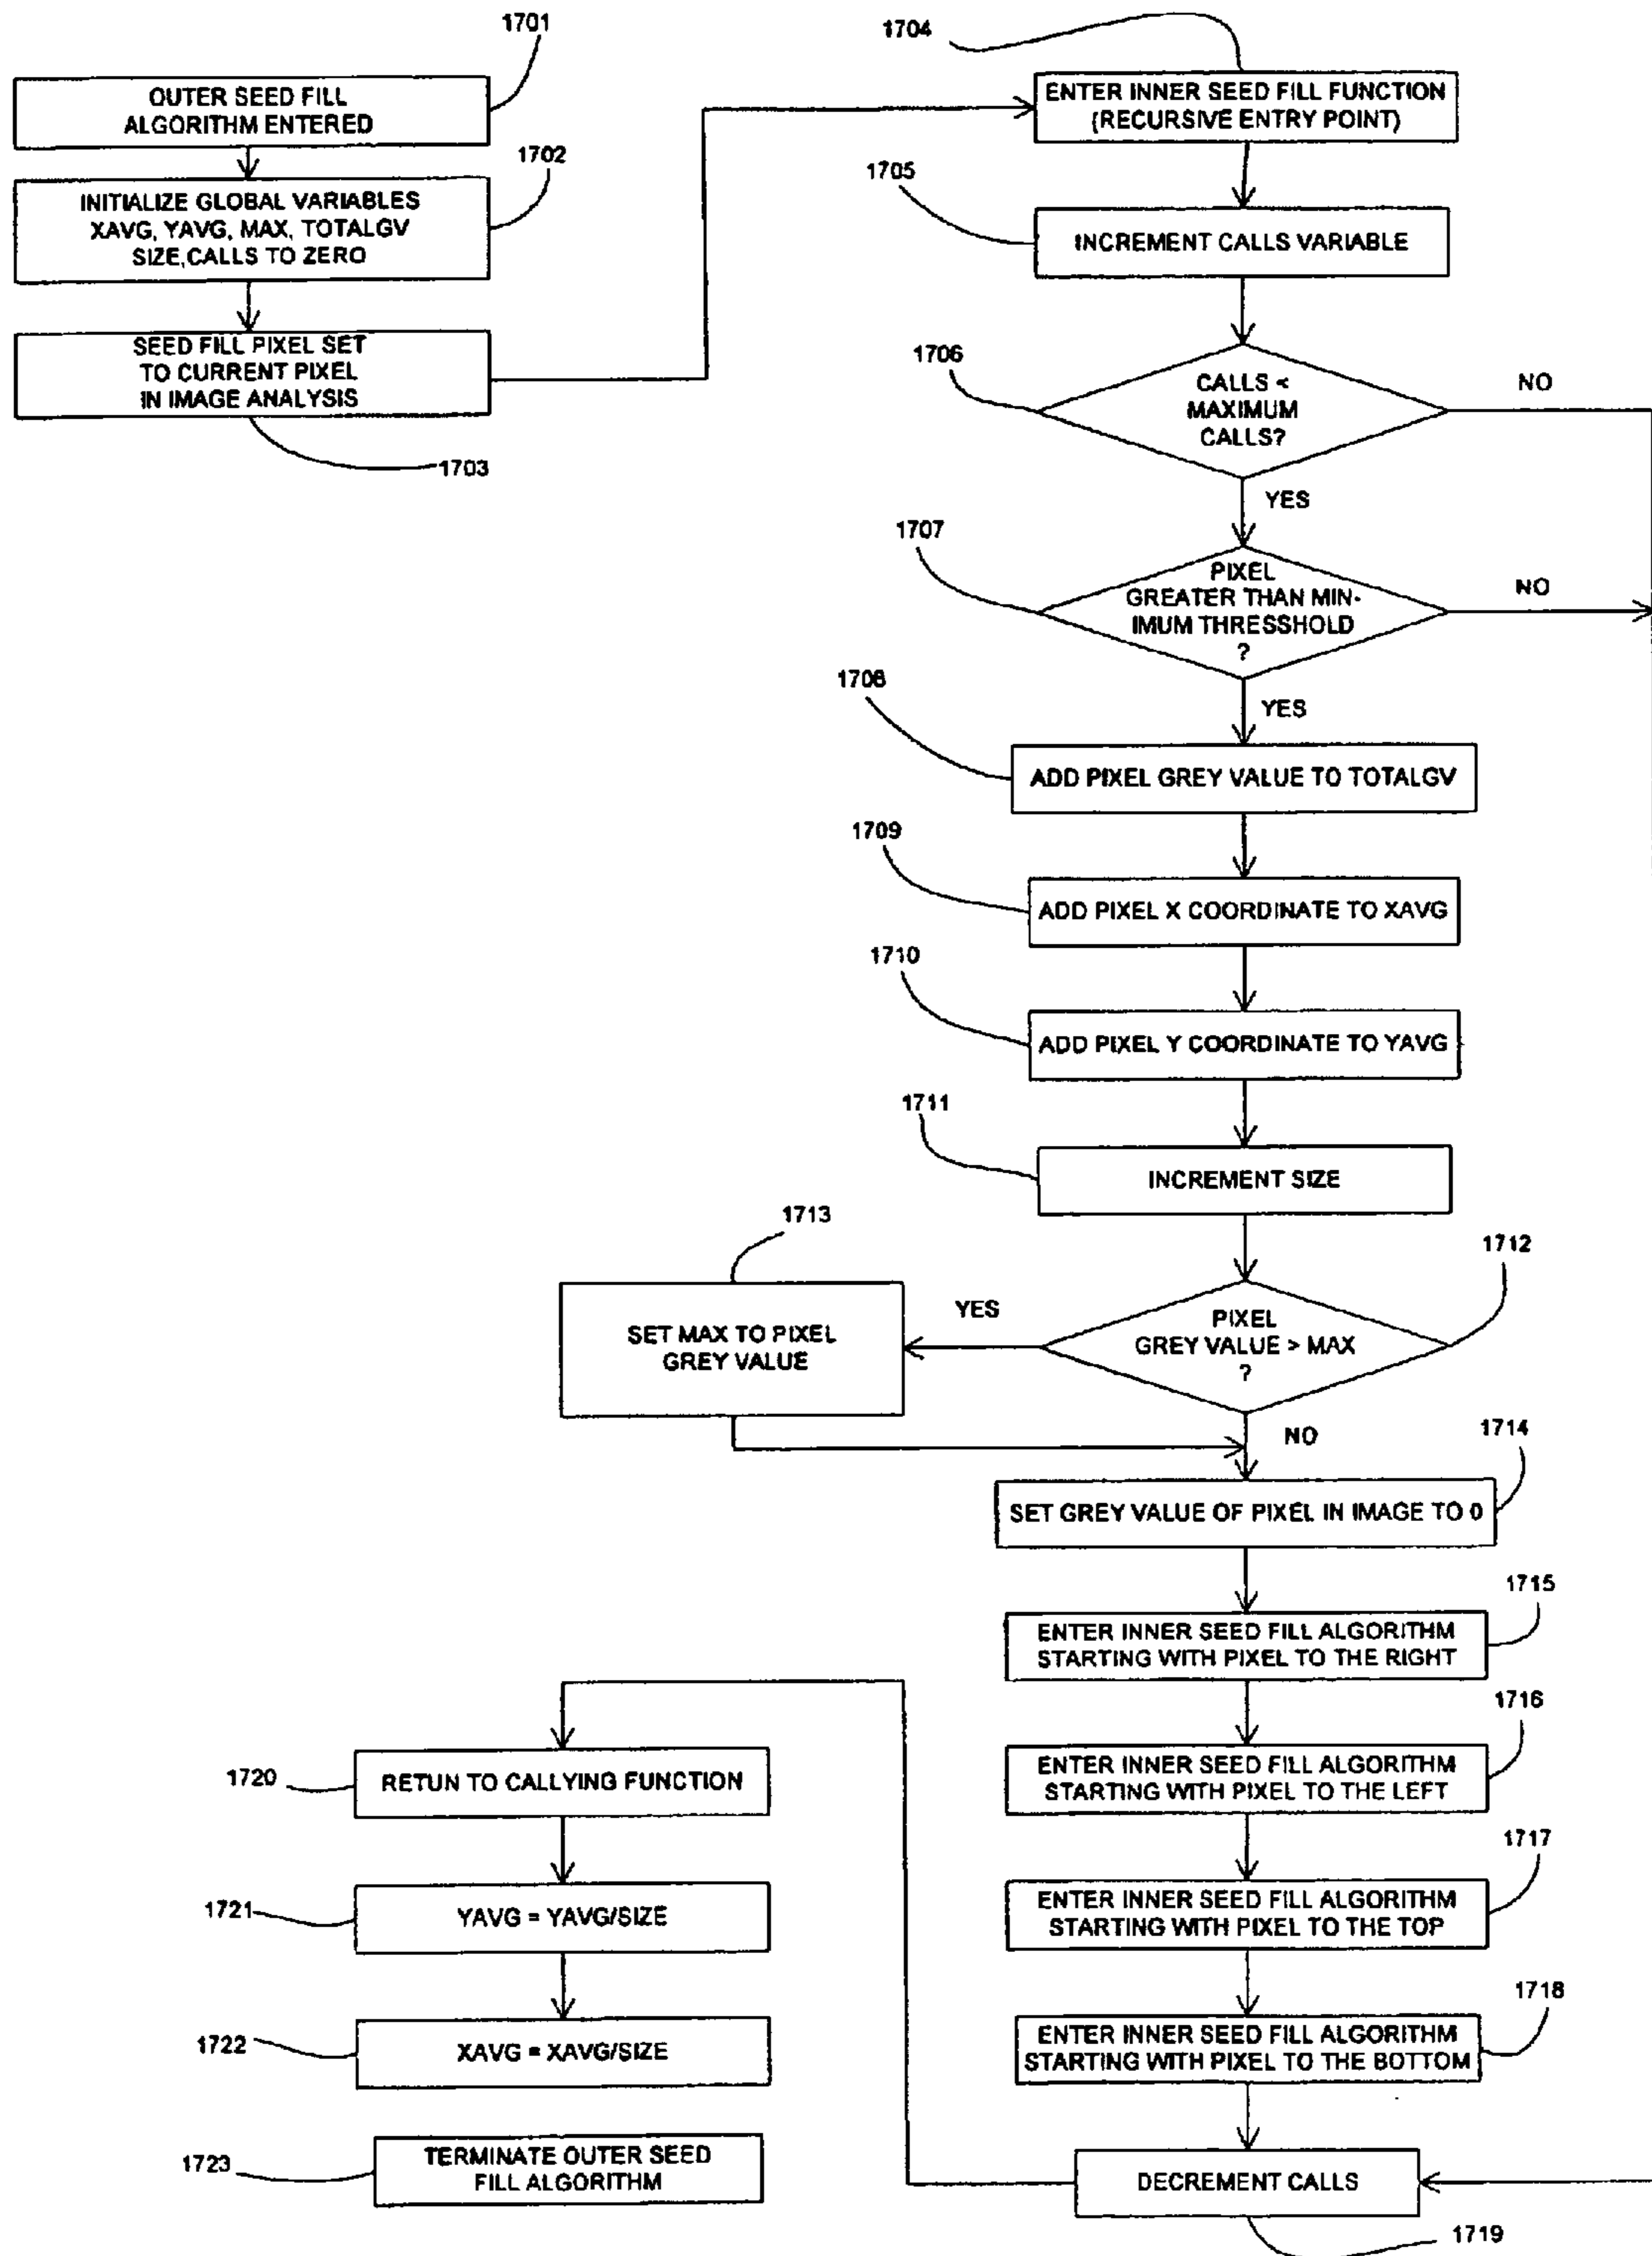 1701
OUTER SEED FILL
ALGORITHM ENTERED
1702
INITIALIZE GLOBAL VARIABLES
XAVG, YAVG, MAX, TOTALGV
SIZE,CALLS TO ZERO
SEED FILL PIXEL SET
TO CURRENT PIXEL
IN IMAGE ANALYSIS
1703
1704
ENTER INNER SEED FILL FUNCTION
(RECURSIVE ENTRY POINT)
1705
INCREMENT CALLS VARIABLE
1706
CALLS <
MAXIMUM
CALLS?
NO
YES
1707
PIXEL
GREATER THAN MIN-
IMUM THRESSHOLD
?
NO
YES
1708
ADD PIXEL GREY VALUE TO TOTALGV
1709
ADD PIXEL X COORDINATE TO XAVG
1710
ADD PIXEL Y COORDINATE TO YAVG
1711
INCREMENT SIZE
1712
PIXEL
GREY VALUE > MAX
?
YES
1713
SET MAX TO PIXEL
GREY VALUE
NO
1714
SET GREY VALUE OF PIXEL IN IMAGE TO 0
1715
ENTER INNER SEED FILL ALGORITHM
STARTING WITH PIXEL TO THE RIGHT
1716
ENTER INNER SEED FILL ALGORITHM
STARTING WITH PIXEL TO THE LEFT
1717
ENTER INNER SEED FILL ALGORITHM
STARTING WITH PIXEL TO THE TOP
1718
ENTER INNER SEED FILL ALGORITHM
STARTING WITH PIXEL TO THE BOTTOM
DECREMENT CALLS
1719
1720
RETUN TO CALLYING FUNCTION
1721
YAVG = YAVG/SIZE
1722
XAVG = XAVG/SIZE
1723
TERMINATE OUTER SEED
FILL ALGORITHM